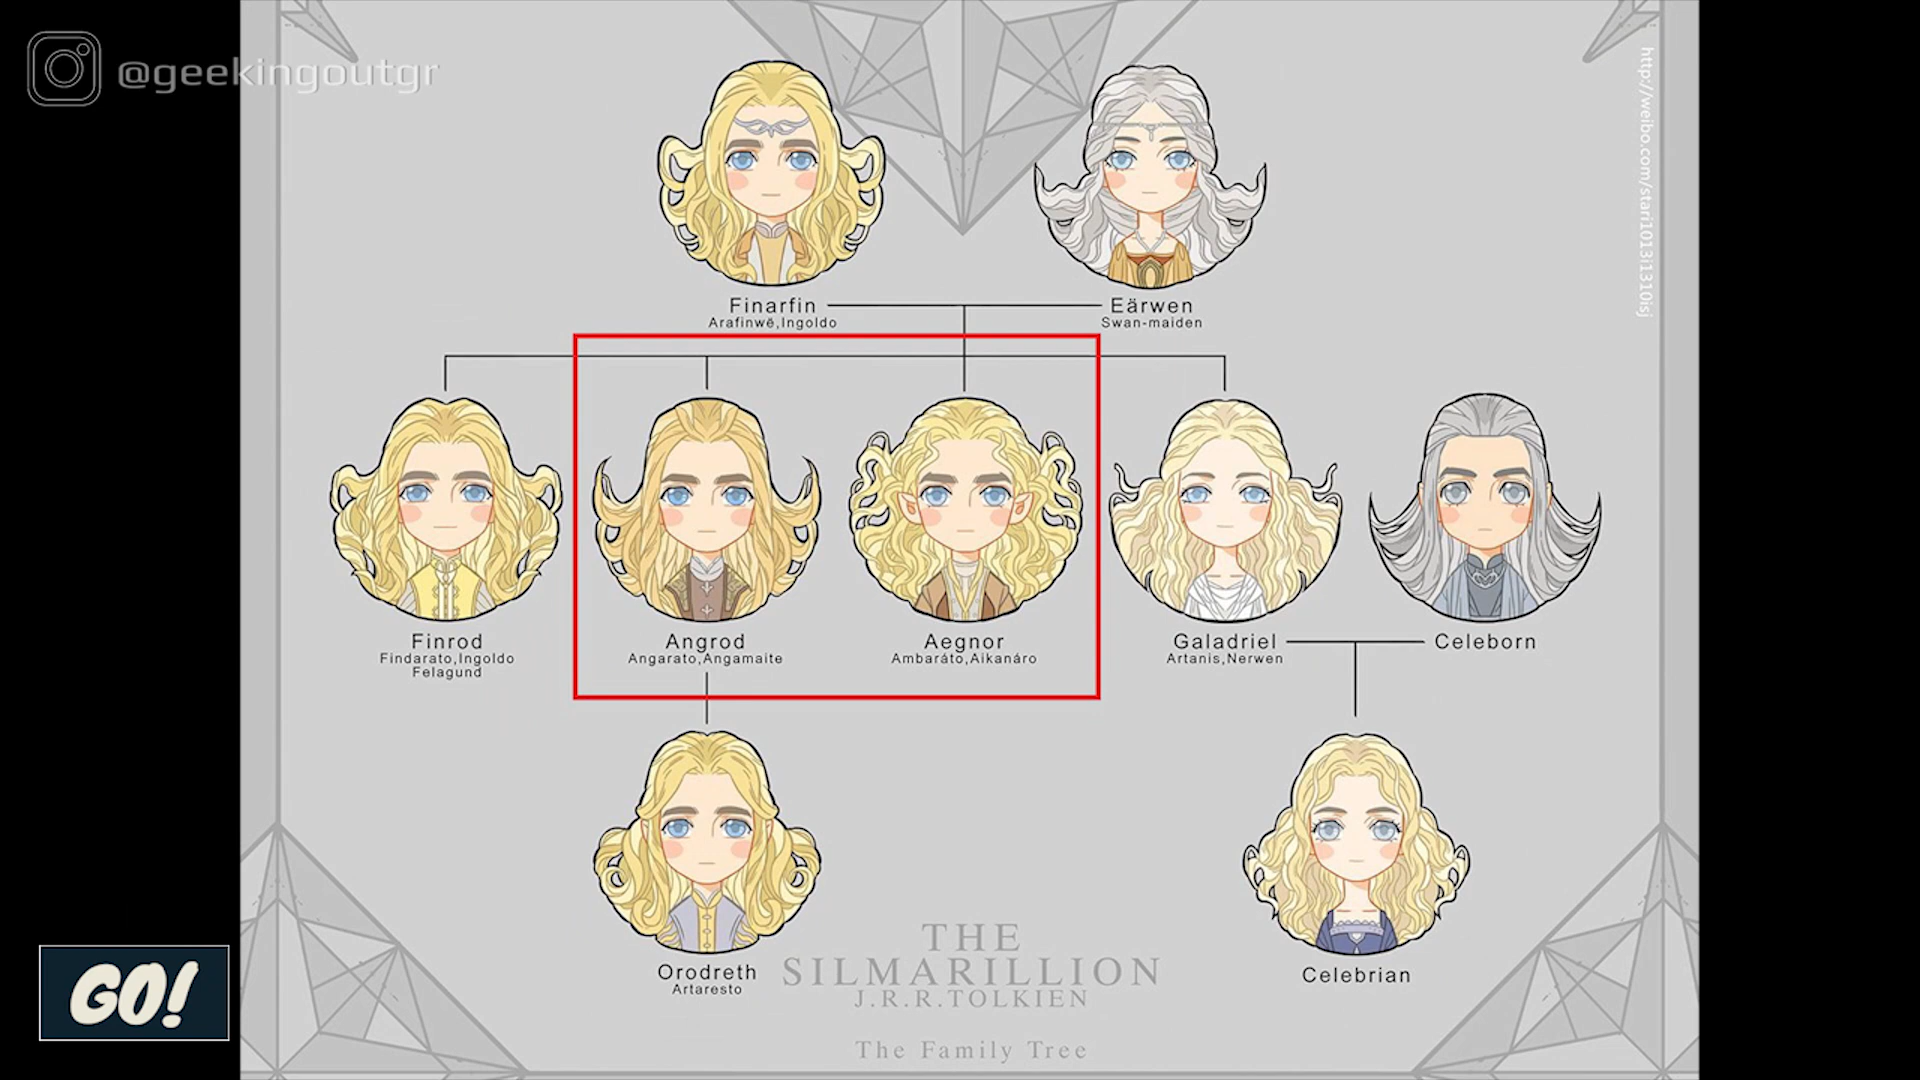 @geekingoutgr
http://weibo.com/stari1013i1310isj
Finarfin
Arafinwë,Ingoldo
Eärwen
Swan-maiden
Finrod
Findarato,Ingoldo
Felagund
Angrod
Angarato,Angamaite
Aegnor
Ambaráto,Aikanáro
Galadriel
Artanis,Nerwen
Celeborn
Orodreth
Artaresto
Celebrian
THE
SILMARILLION
J.R.R.TOLKIEN
The Family Tree
GO!